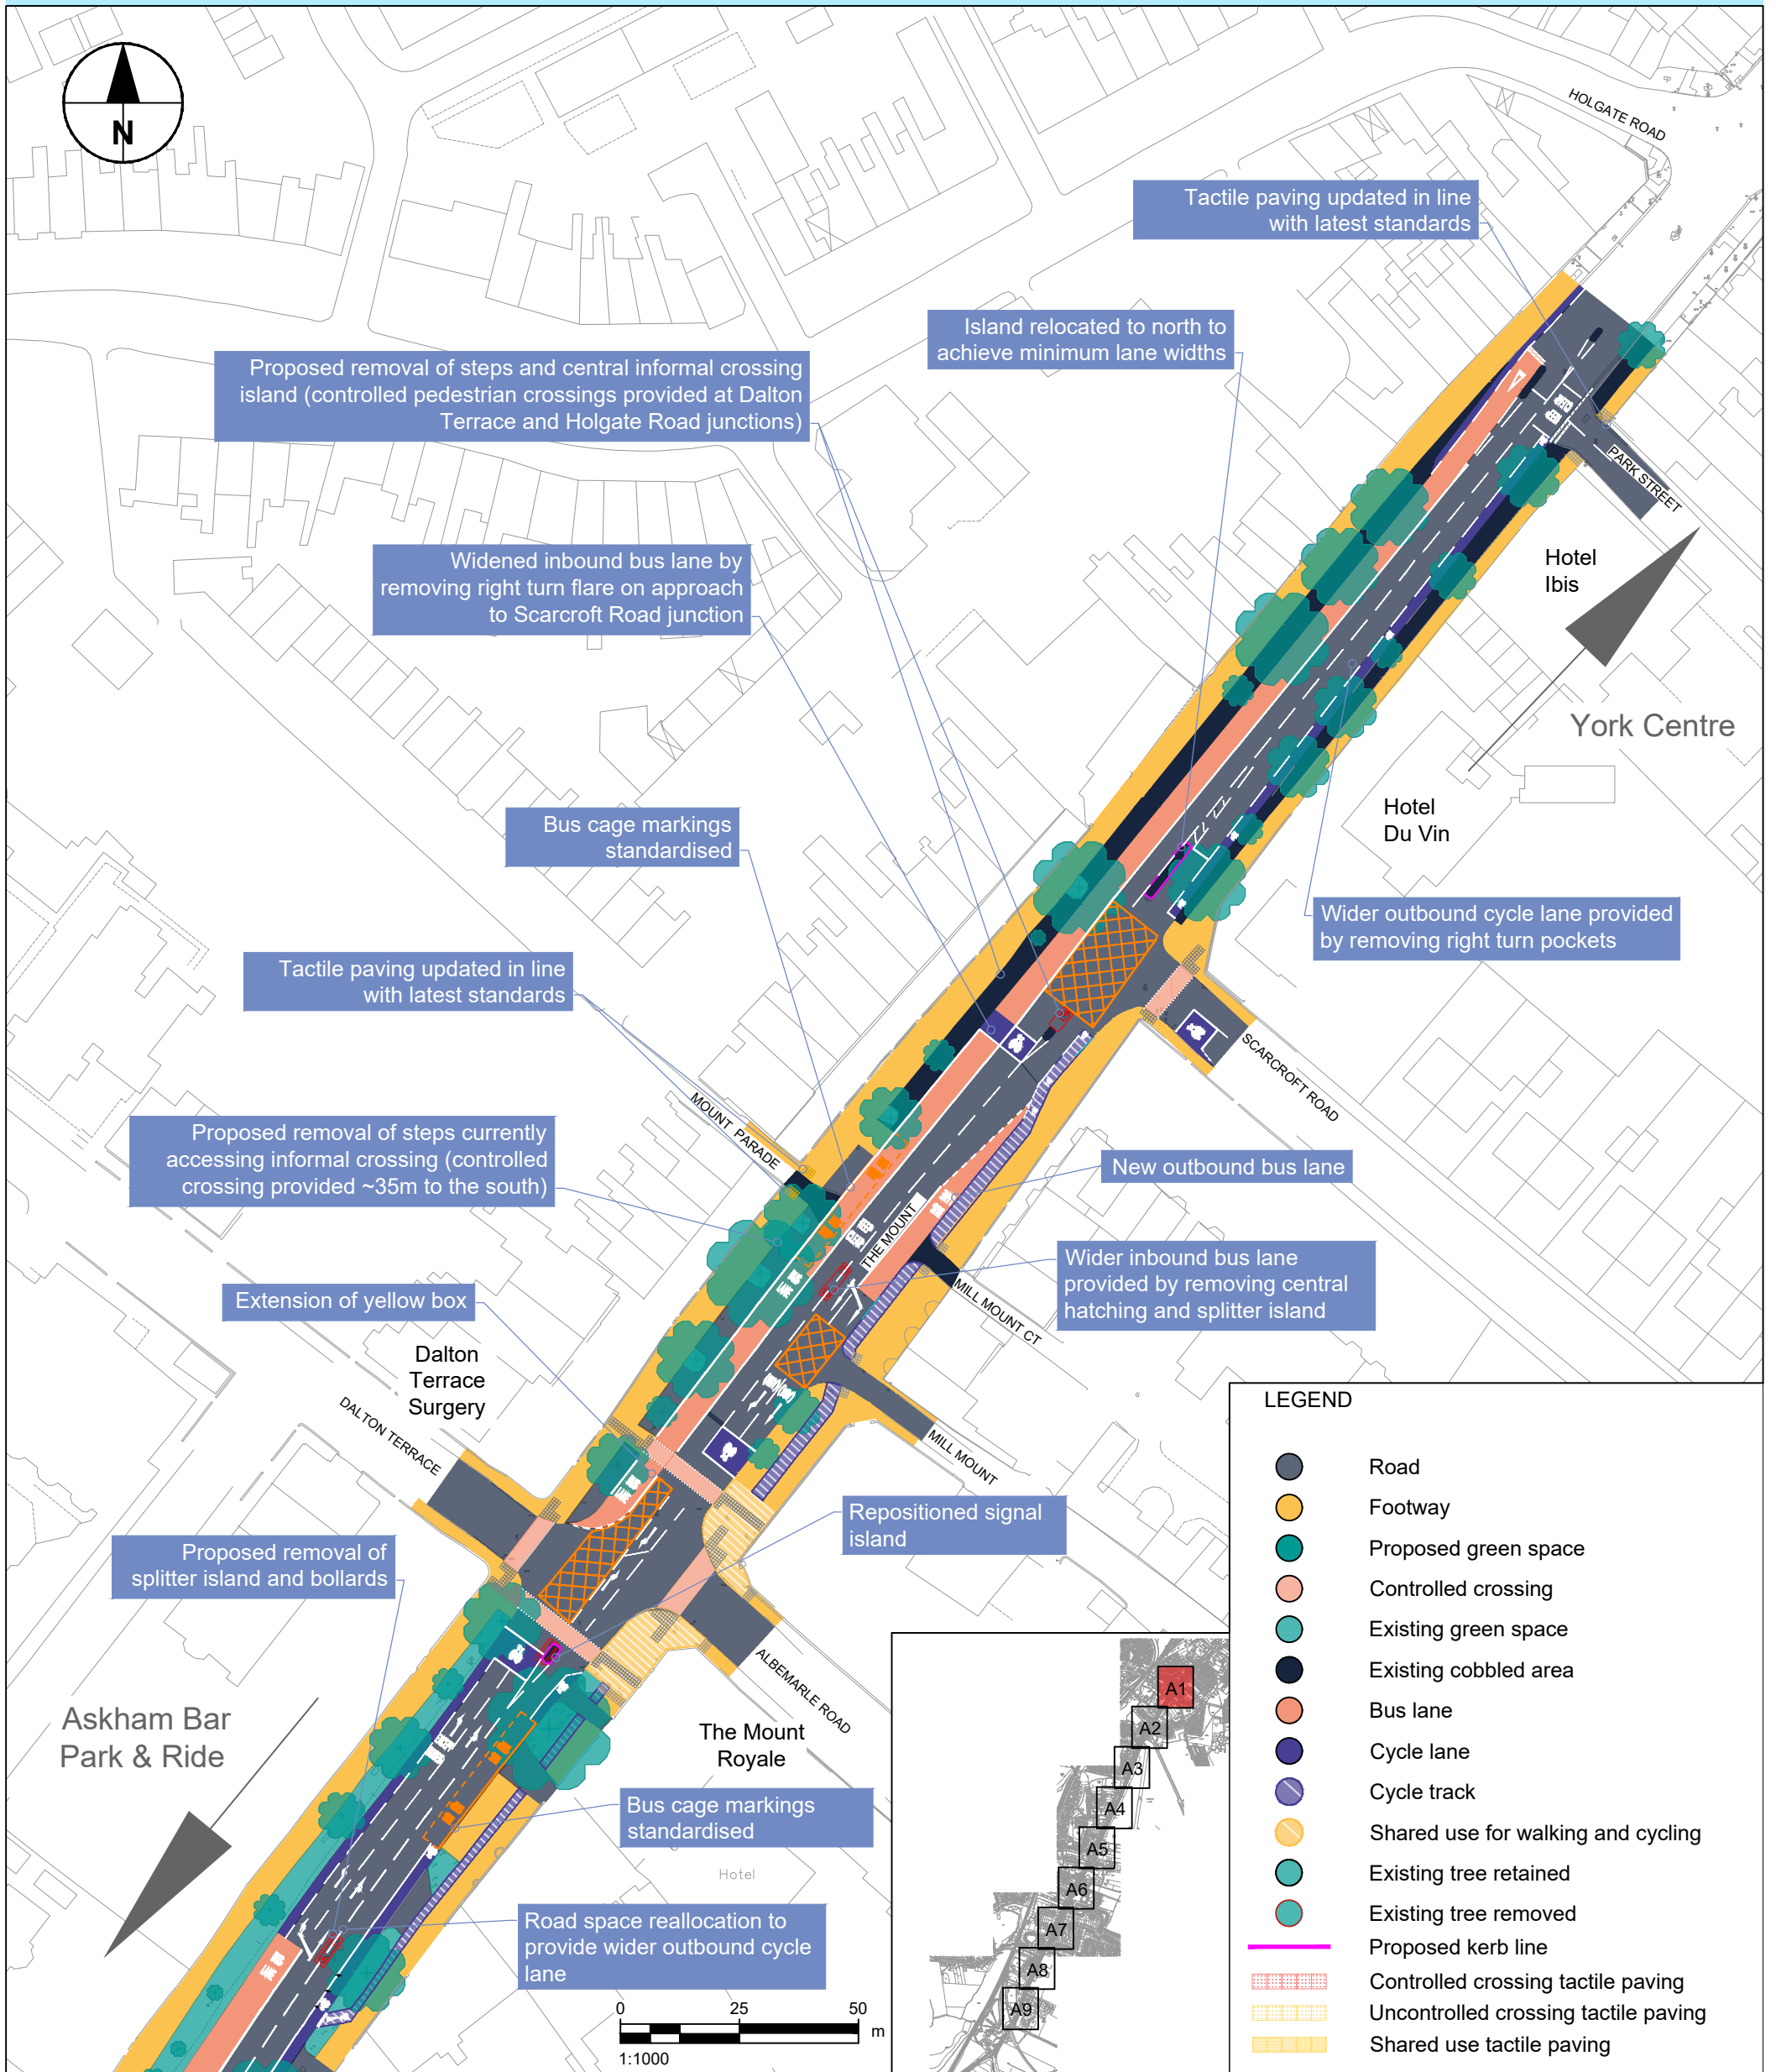 N
HOLGATE ROAD
Tactile paving updated in line
with latest standards
Island relocated to north to
achieve minimum lane widths
Proposed removal of steps and central informal crossing
island (controlled pedestrian crossings provided at Dalton
Terrace and Holgate Road junctions)
PARK STREET
Hotel
Ibis
Widened inbound bus lane by
removing right turn flare on approach
to Scarcroft Road junction
York Centre
Hotel
Du Vin
Bus cage markings
standardised
Wider outbound cycle lane provided
by removing right turn pockets
Tactile paving updated in line
with latest standards
SCARCROFT ROAD
MOUNT PARADE
Proposed removal of steps currently
accessing informal crossing (controlled
crossing provided ~35m to the south)
New outbound bus lane
THE MOUNT
Wider inbound bus lane
provided by removing central
hatching and splitter island
MILL MOUNT CT
Extension of yellow box
Dalton
Terrace
Surgery
DALTON TERRACE
MILL MOUNT
Repositioned signal
island
Proposed removal of
splitter island and bollards
ALBEMARLE ROAD
Askham Bar
Park & Ride
The Mount
Royale
Bus cage markings
standardised
Hotel
Road space reallocation to
provide wider outbound cycle
lane
0 25 50
m
1:1000
A1
A2
A3
A4
A5
A6
A7
A8
A9
LEGEND
Road
Footway
Proposed green space
Controlled crossing
Existing green space
Existing cobbled area
Bus lane
Cycle lane
Cycle track
Shared use for walking and cycling
Existing tree retained
Existing tree removed
Proposed kerb line
Controlled crossing tactile paving
Uncontrolled crossing tactile paving
Shared use tactile paving